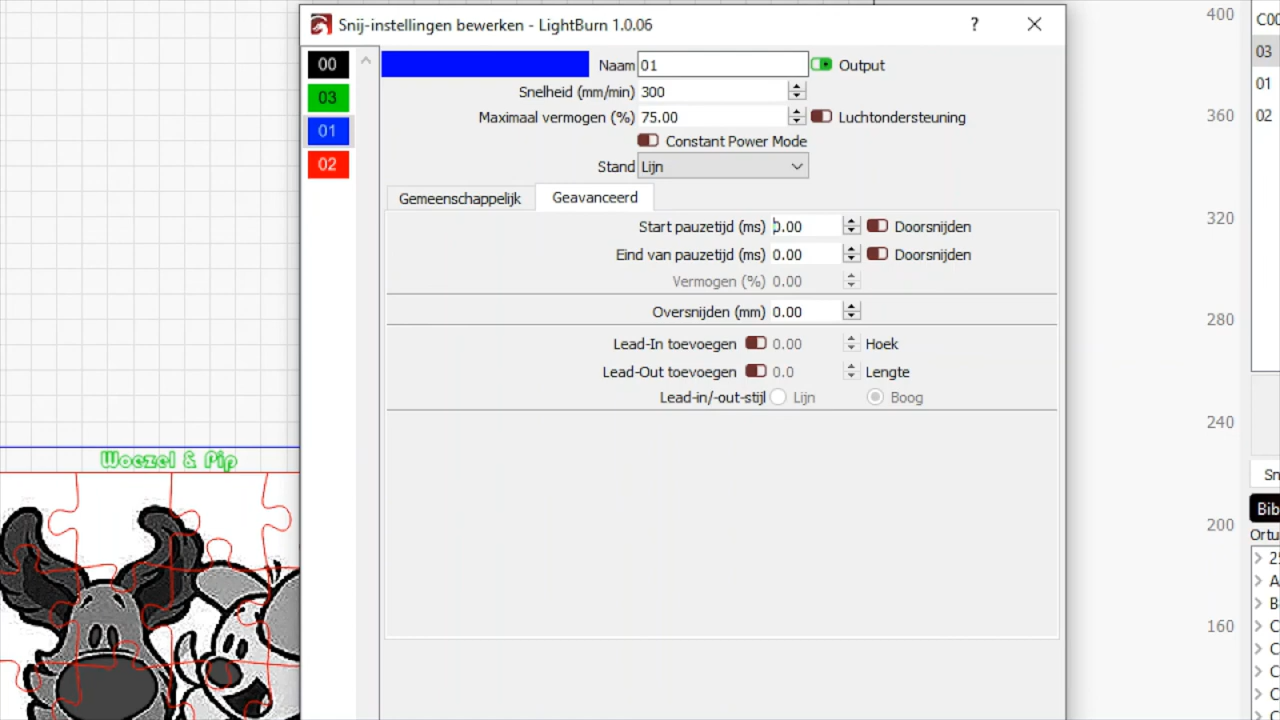 Snij-instellingen bewerken - LightBurn 1.0.06
?
00
03
01
02
Naam 01 Output
Snelheid (mm/min) 300
Maximaal vermogen (%) 75.00 Luchtondersteuning
Constant Power Mode
Stand Lijn
Gemeenschappelijk Geavanceerd
Start pauzetijd (ms) 0.00 Doorsnijden
Eind van pauzetijd (ms) 0.00 Doorsnijden
Vermogen (%) 0.00
Oversnijden (mm) 0.00
Lead-In toevoegen 0.00 Hoek
Lead-Out toevoegen 0.0 Lengte
Lead-in/-out-stijl Lijn Boog
Woezel & Pip
400
360
320
280
240
200
160
03
01
02